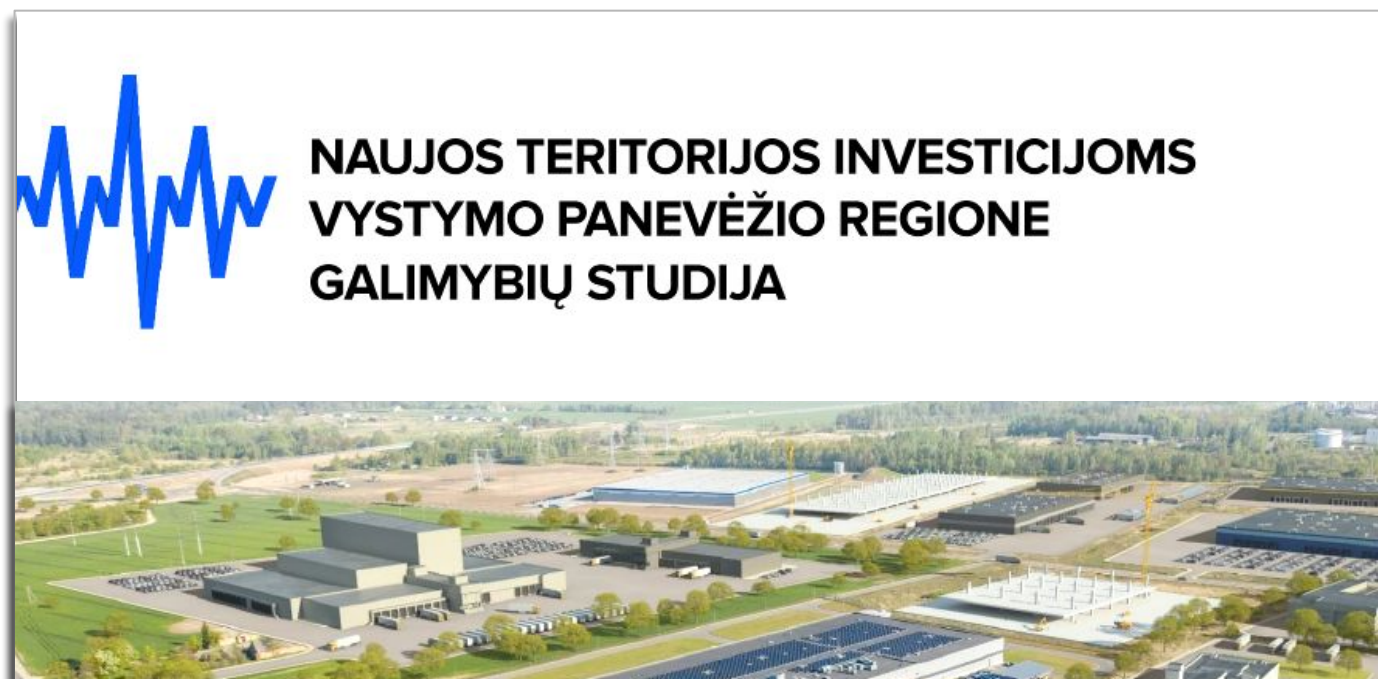 NAUJOS TERITORIJOS INVESTICIJOMS
VYSTYMO PANEVĖŽIO REGIONE
GALIMYBIŲ STUDIJA